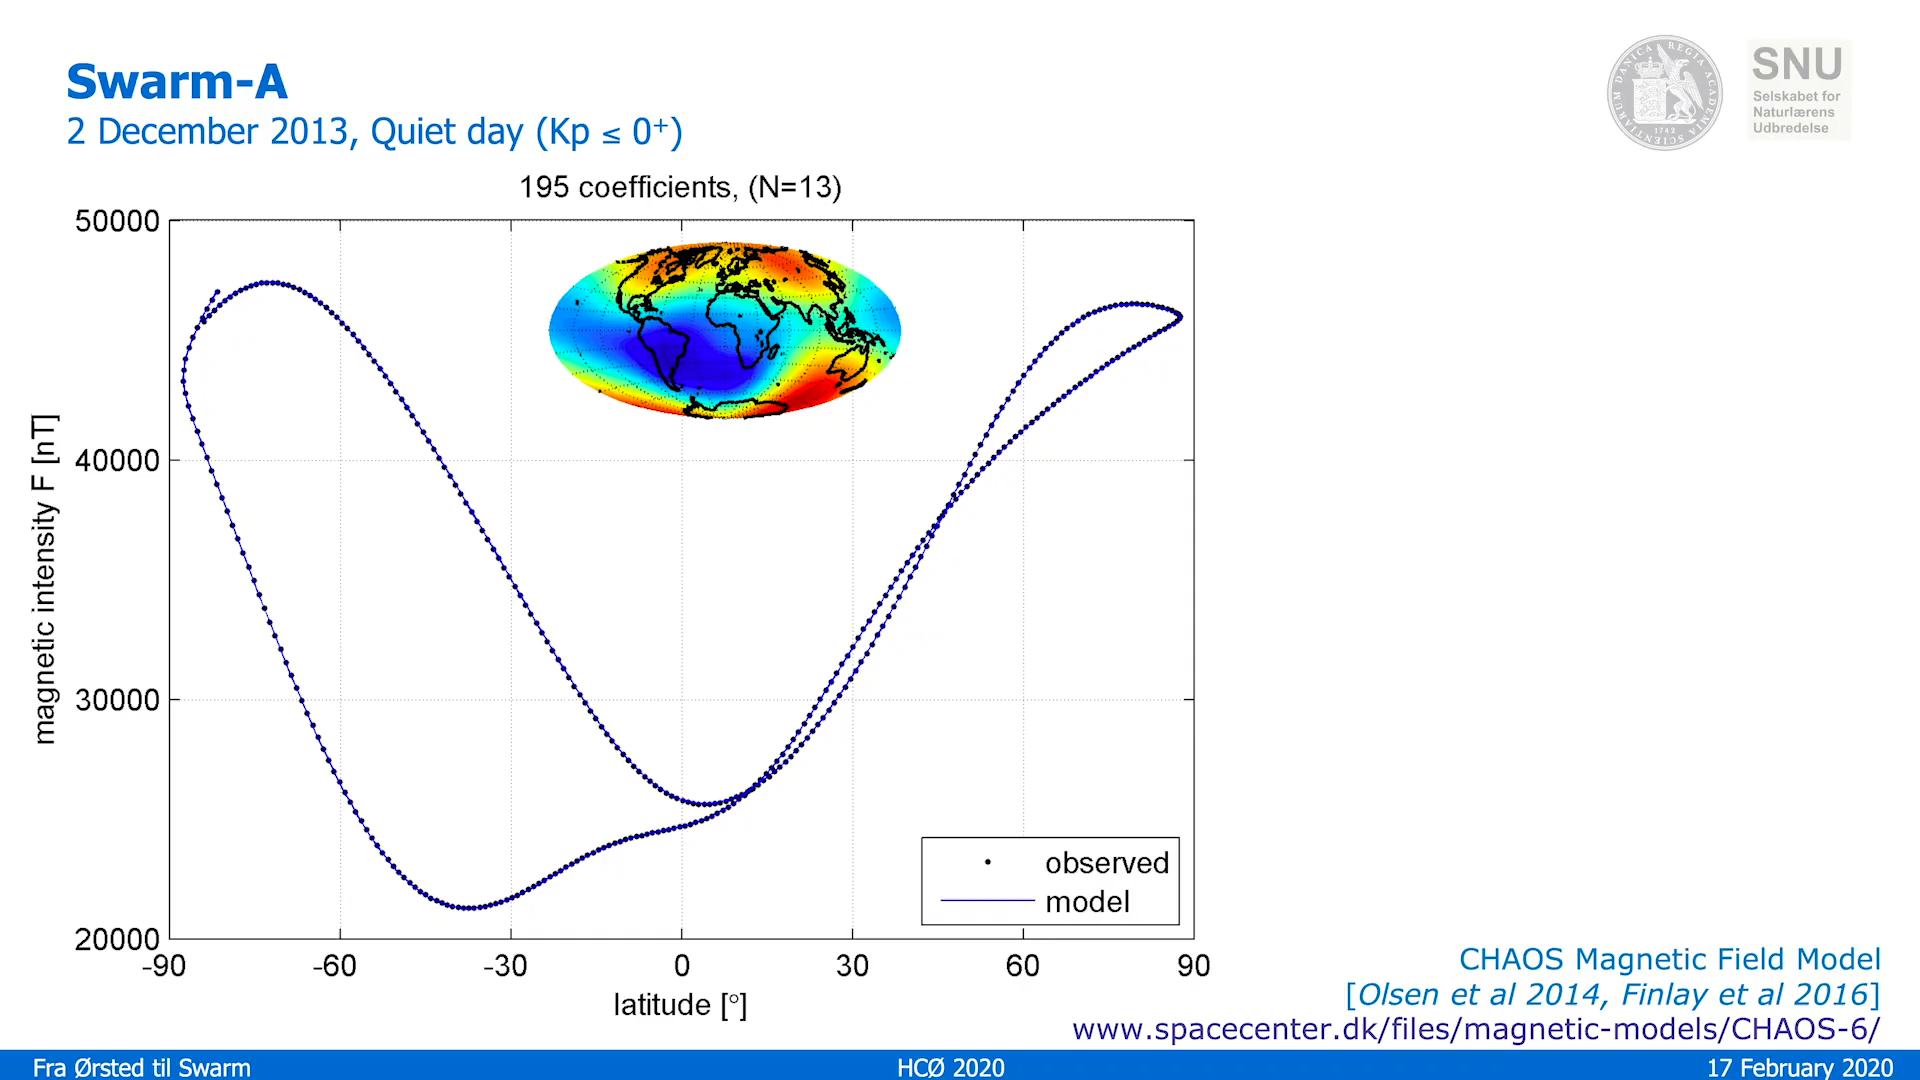 Swarm-A
2 December 2013, Quiet day (Kp ≤ 0⁺)
SNU
Selskabet for
Naturlærens
Udbredelse
1742
195 coefficients, (N=13)
50000
40000
30000
20000
magnetic intensity F [nT]
-90
-60
-30
0
30
60
90
latitude [°]
observed
model
CHAOS Magnetic Field Model
[Olsen et al 2014, Finlay et al 2016]
www.spacecenter.dk/files/magnetic-models/CHAOS-6/
Fra Ørsted til Swarm
HCØ 2020
17 February 2020